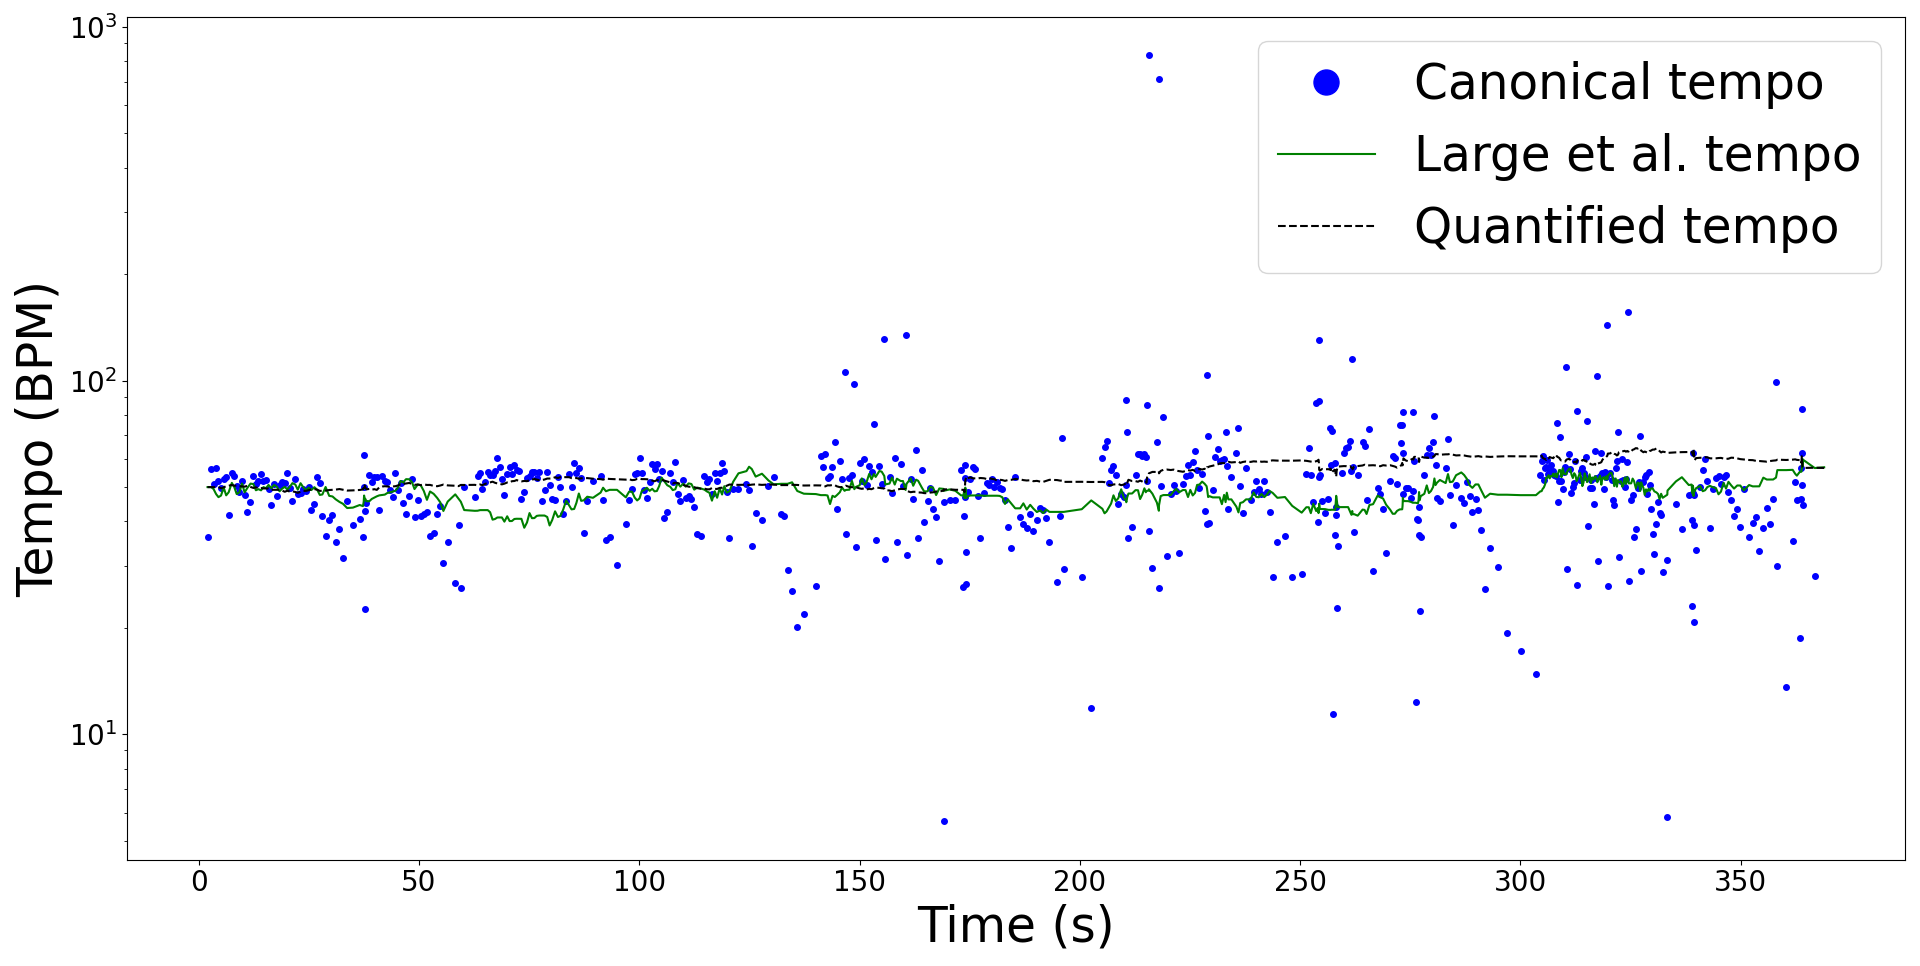 10³
10²
10¹
Tempo (BPM)
Canonical tempo
Large et al. tempo
Quantified tempo
0 50 100 150 200 250 300 350
Time (s)